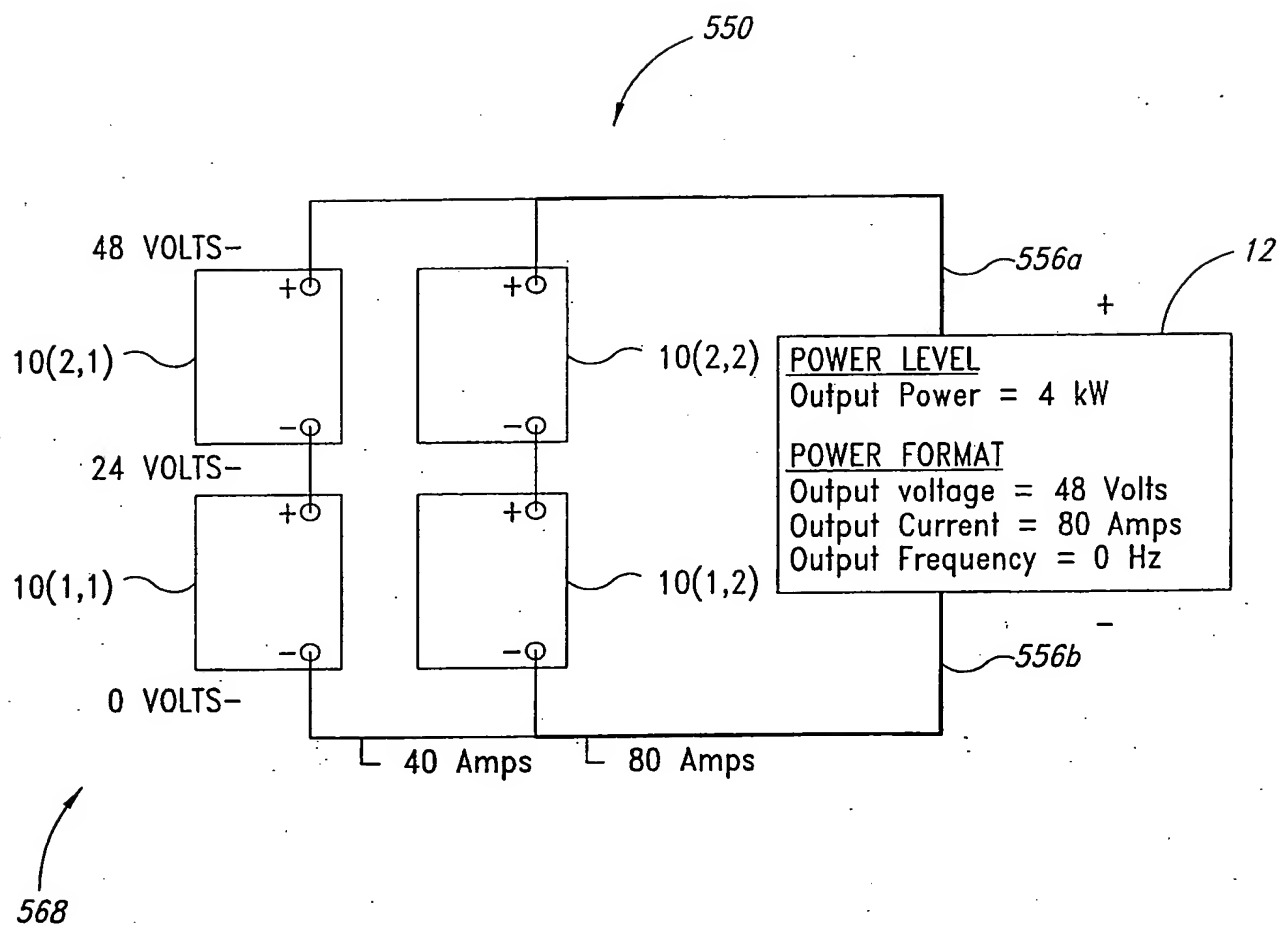 550
48 VOLTS-
+ +
556a
12
+
10(2,1)
10(2,2)
POWER LEVEL
Output Power = 4 kW
- -
24 VOLTS-
POWER FORMAT
Output voltage = 48 Volts
Output Current = 80 Amps
Output Frequency = 0 Hz
+ +
10(1,1)
10(1,2)
- -
-
556b
0 VOLTS-
40 Amps
80 Amps
568